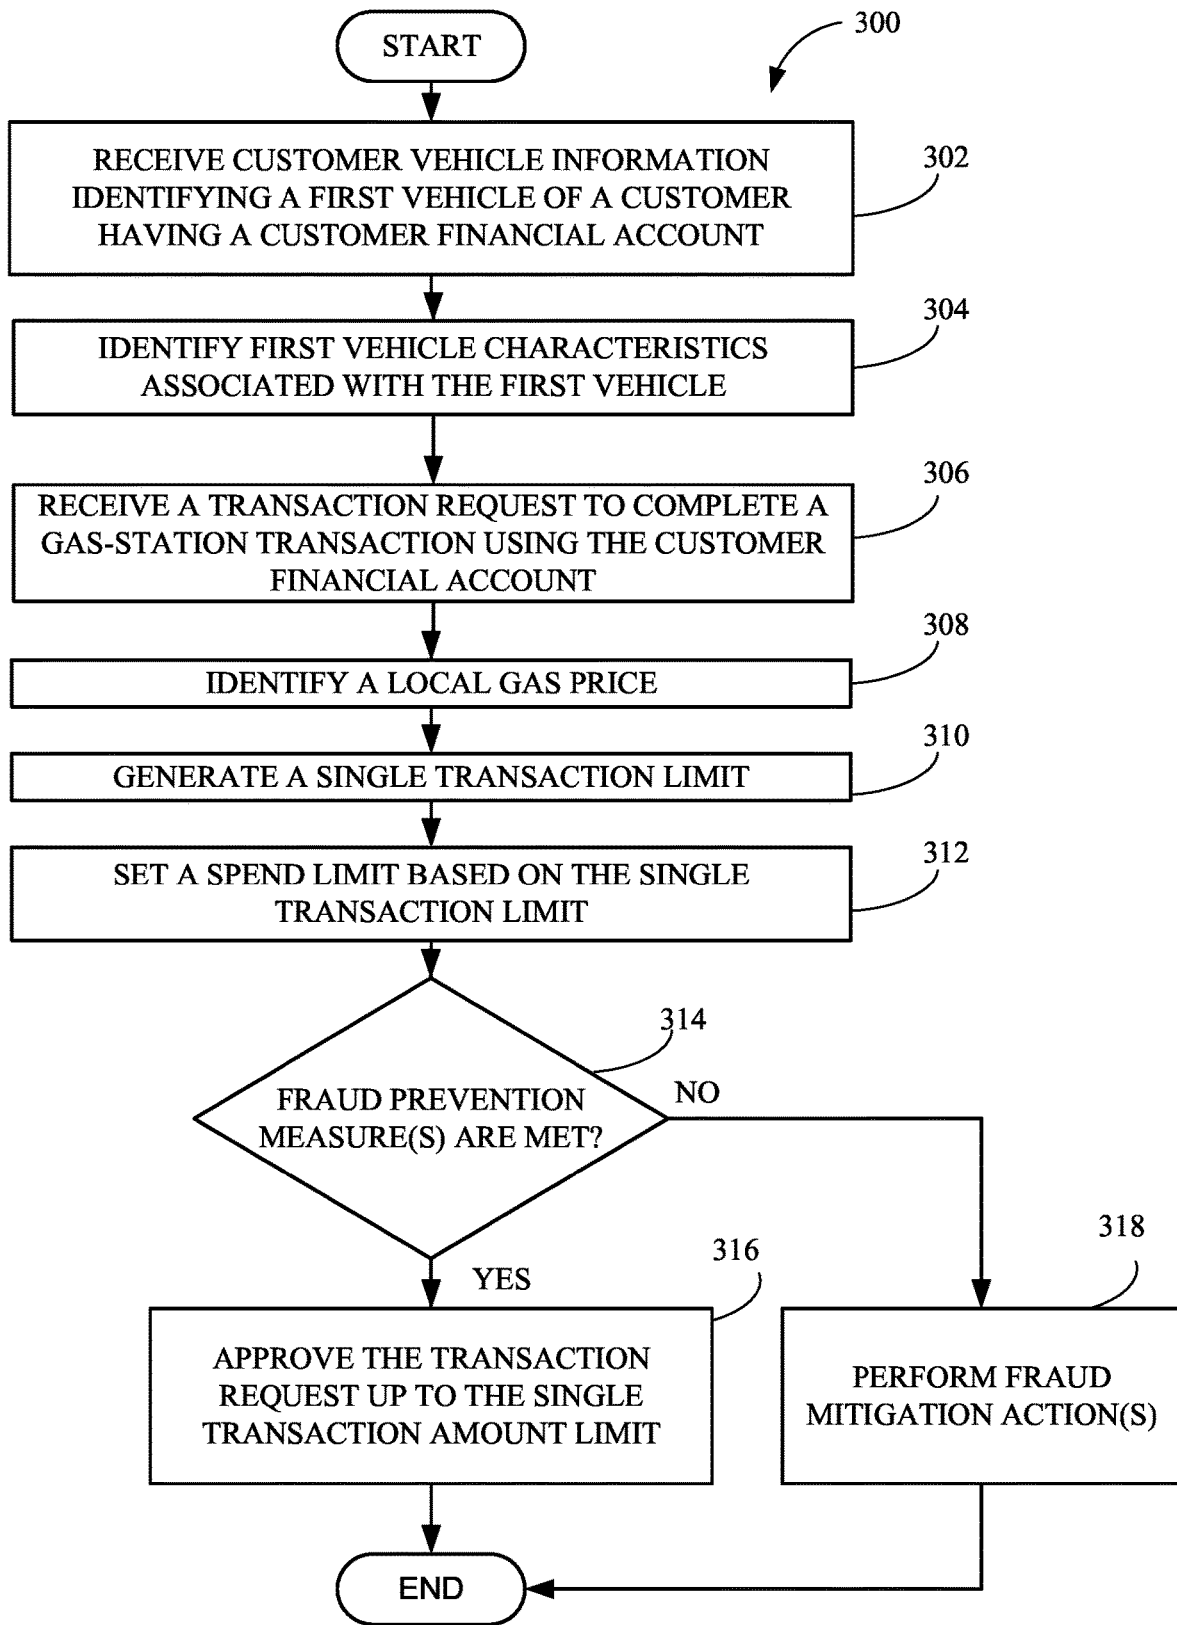 START
300
RECEIVE CUSTOMER VEHICLE INFORMATION
IDENTIFYING A FIRST VEHICLE OF A CUSTOMER
HAVING A CUSTOMER FINANCIAL ACCOUNT
302
IDENTIFY FIRST VEHICLE CHARACTERISTICS
ASSOCIATED WITH THE FIRST VEHICLE
304
RECEIVE A TRANSACTION REQUEST TO COMPLETE A
GAS-STATION TRANSACTION USING THE CUSTOMER
FINANCIAL ACCOUNT
306
IDENTIFY A LOCAL GAS PRICE
308
GENERATE A SINGLE TRANSACTION LIMIT
310
SET A SPEND LIMIT BASED ON THE SINGLE
TRANSACTION LIMIT
312
FRAUD PREVENTION
MEASURE(S) ARE MET?
314
NO
YES
APPROVE THE TRANSACTION
REQUEST UP TO THE SINGLE
TRANSACTION AMOUNT LIMIT
316
PERFORM FRAUD
MITIGATION ACTION(S)
318
END